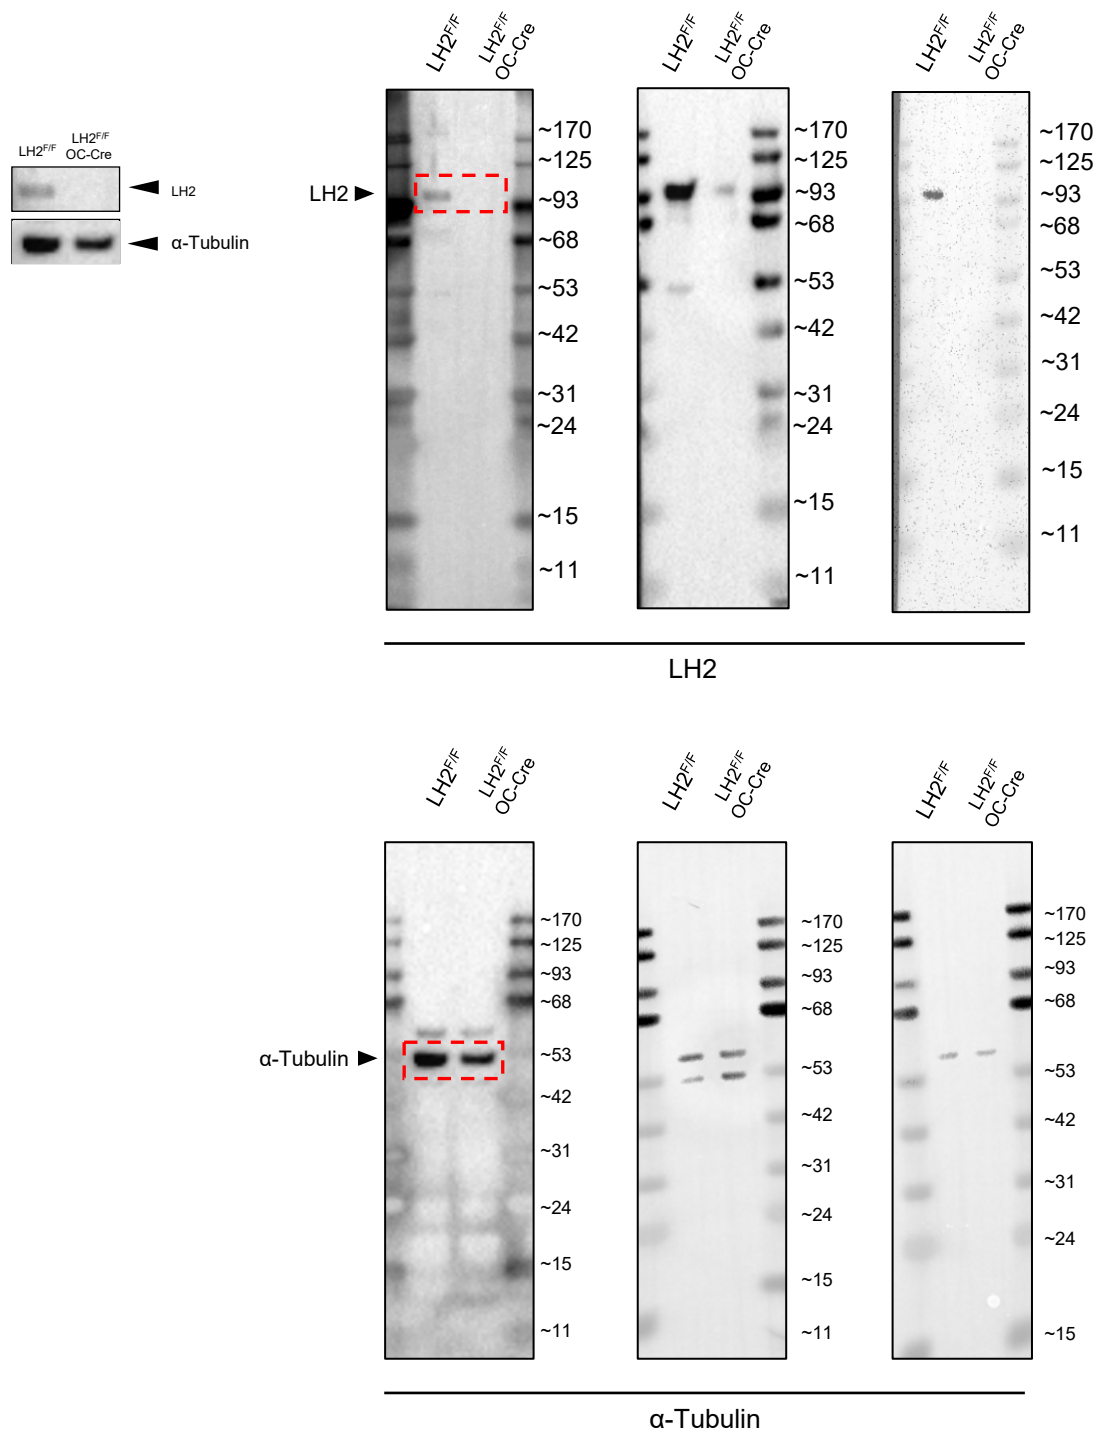 LH2F/F
LH2F/F
OC-Cre
LH2
α-Tubulin
LH2F/F
LH2F/F
OC-Cre
LH2F/F
LH2F/F
OC-Cre
LH2F/F
LH2F/F
OC-Cre
LH2
~170
~125
~93
~68
~53
~42
~31
~24
~15
~11
~170
~125
~93
~68
~53
~42
~31
~24
~15
~11
~170
~125
~93
~68
~53
~42
~31
~24
~15
~11
LH2
LH2F/F
LH2F/F
OC-Cre
LH2F/F
LH2F/F
OC-Cre
LH2F/F
LH2F/F
OC-Cre
α-Tubulin
~170
~125
~93
~68
~53
~42
~31
~24
~15
~11
~170
~125
~93
~68
~53
~42
~31
~24
~15
~11
~170
~125
~93
~68
~53
~42
~31
~24
~15
α-Tubulin